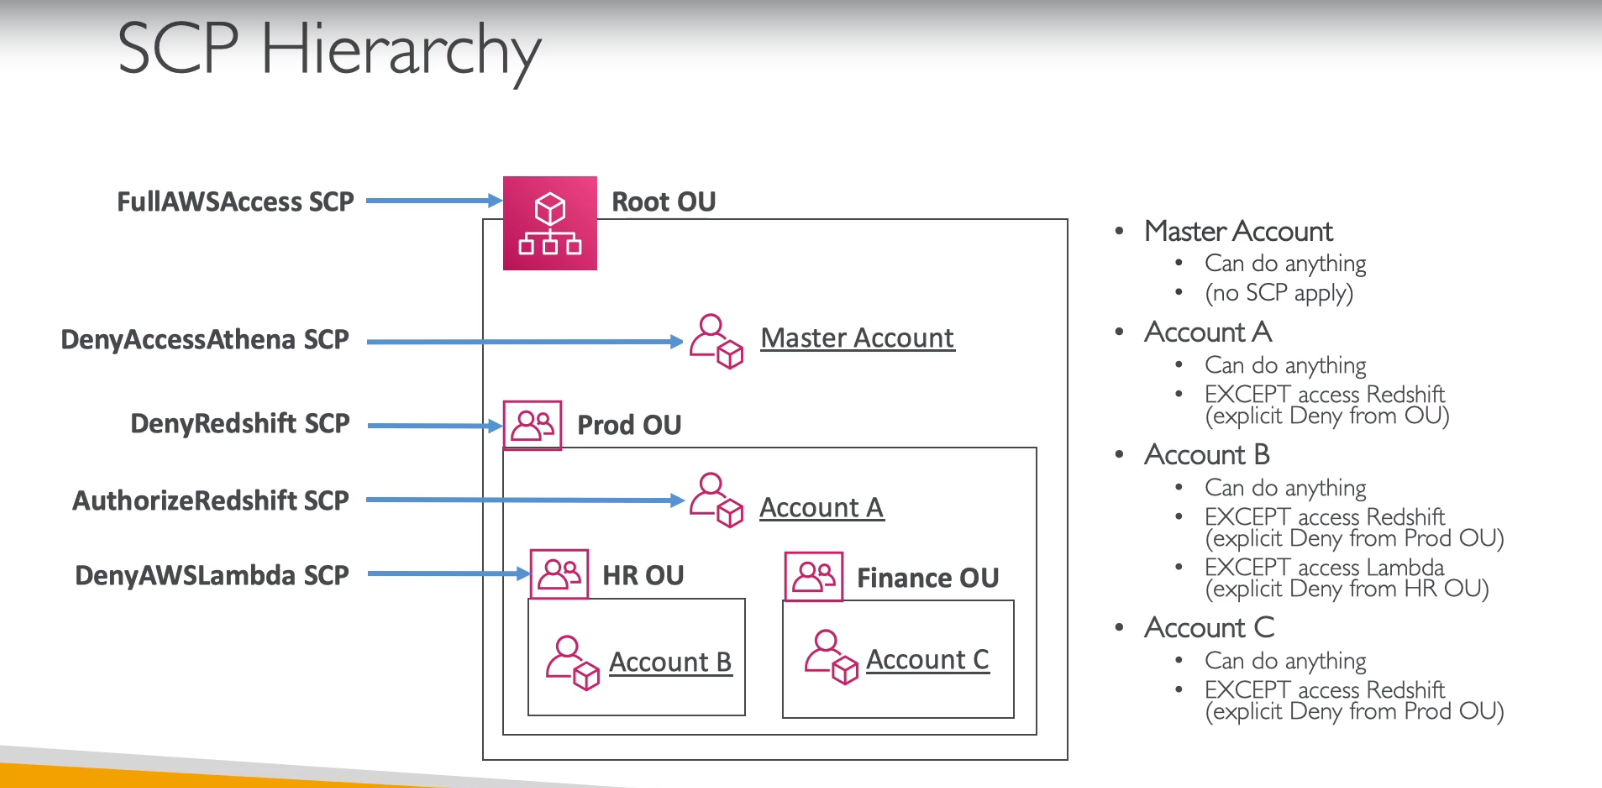 SCP Hierarchy
FullAWSAccess SCP
Root OU
DenyAccessAthena SCP
Master Account
DenyRedshift SCP
Prod OU
AuthorizeRedshift SCP
Account A
DenyAWSLambda SCP
HR OU
Finance OU
Account B
Account C
• Master Account
• Can do anything
• (no SCP apply)
• Account A
• Can do anything
• EXCEPT access Redshift
(explicit Deny from OU)
• Account B
• Can do anything
• EXCEPT access Redshift
(explicit Deny from Prod OU)
• EXCEPT access Lambda
(explicit Deny from HR OU)
• Account C
• Can do anything
• EXCEPT access Redshift
(explicit Deny from Prod OU)